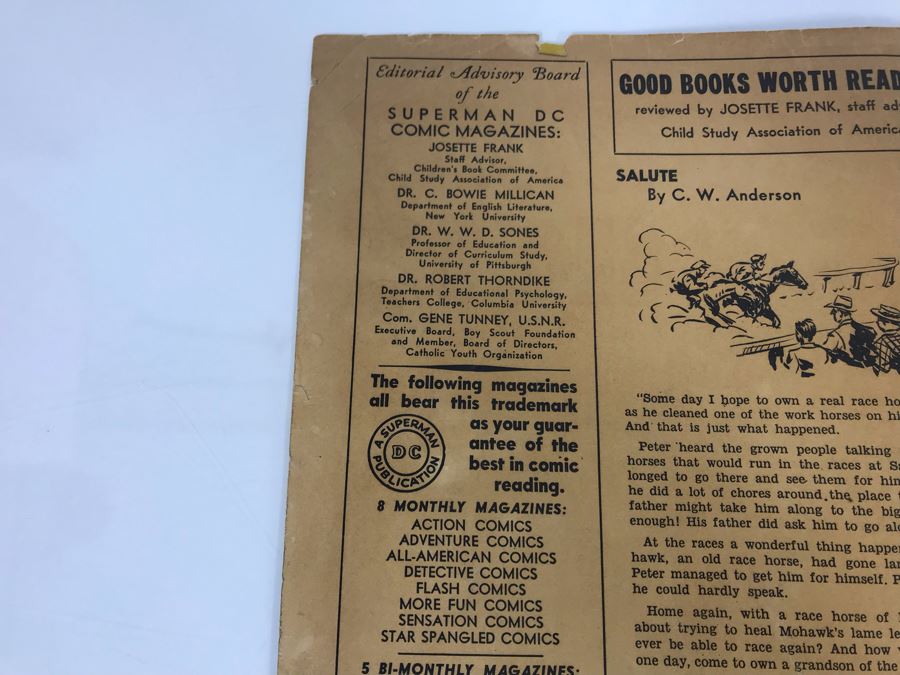 Editorial Advisory Board
of the
SUPERMAN DC
COMIC MAGAZINES:
JOSETTE FRANK
Staff Advisor,
Children's Book Committee,
Child Study Association of America
DR. C. BOWIE MILLICAN
Department of English Literature,
New York University
DR. W. W. D. SONES
Professor of Education and
Director of Curriculum Study,
University of Pittsburgh
DR. ROBERT THORNDIKE
Department of Educational Psychology,
Teachers College, Columbia University
Com. GENE TUNNEY, U.S.N.R.
Executive Board, Boy Scout Foundation
and Member, Board of Directors,
Catholic Youth Organization
The following magazines
all bear this trademark
as your guar-
antee of the
best in comic
reading.
A SUPERMAN
DC
PUBLICATION
8 MONTHLY MAGAZINES:
ACTION COMICS
ADVENTURE COMICS
ALL-AMERICAN COMICS
DETECTIVE COMICS
FLASH COMICS
MORE FUN COMICS
SENSATION COMICS
STAR SPANGLED COMICS
5 BI-MONTHLY MAGAZINES:
GOOD BOOKS WORTH READ
reviewed by JOSETTE FRANK, staff ad
Child Study Association of America
SALUTE
By C. W. Anderson
"Some day I hope to own a real race ho
as he cleaned one of the work horses on hi
And that is just what happened.
Peter heard the grown people talking
horses that would run in the races at Sa
longed to go there and see them for him
he did a lot of chores around the place
father might take him along to the big
enough! His father did ask him to go alo
At the races a wonderful thing happe
hawk, an old race horse, had gone la
Peter managed to get him for himself. P
he could hardly speak.
Home again, with a race horse of
about trying to heal Mohawk's lame le
ever be able to race again? And how
one day, come to own a grandson of the